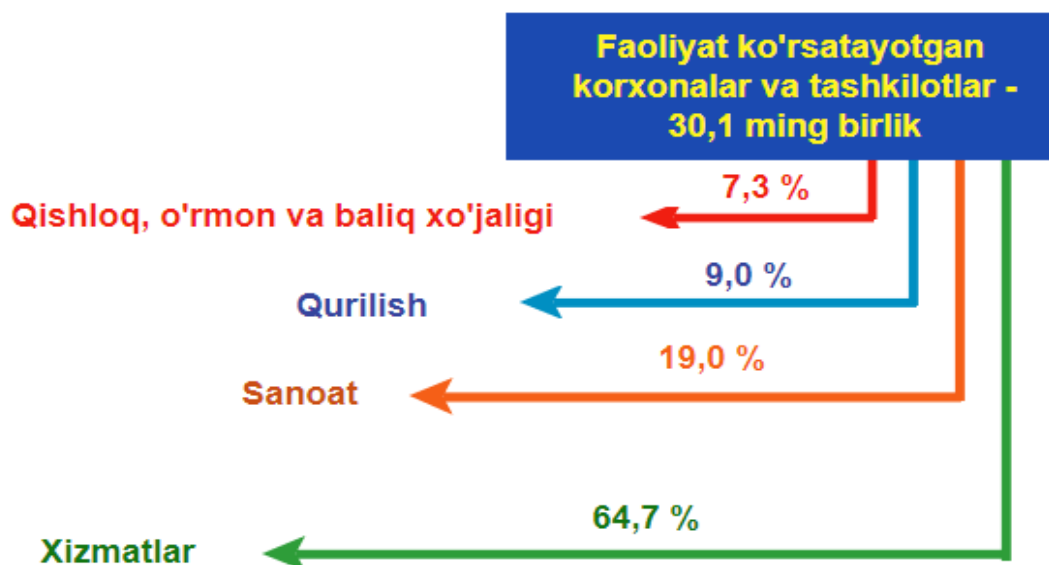 Faoliyat ko'rsatayotgan
korxonalar va tashkilotlar -
30,1 ming birlik
7,3 %
Qishloq, o'rmon va baliq xo'jaligi
9,0 %
Qurilish
19,0 %
Sanoat
64,7 %
Xizmatlar